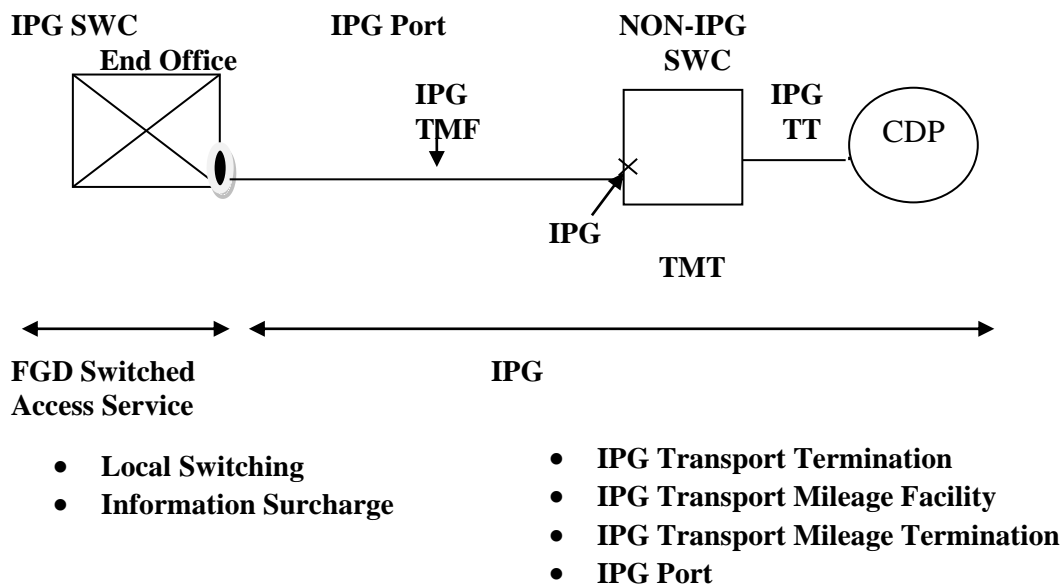 IPG SWC
End Office
IPG Port
NON-IPG
SWC
IPG
TMF
IPG
TT
CDP
IPG
TMT
FGD Switched
Access Service
IPG
• Local Switching
• Information Surcharge
• IPG Transport Termination
• IPG Transport Mileage Facility
• IPG Transport Mileage Termination
• IPG Port